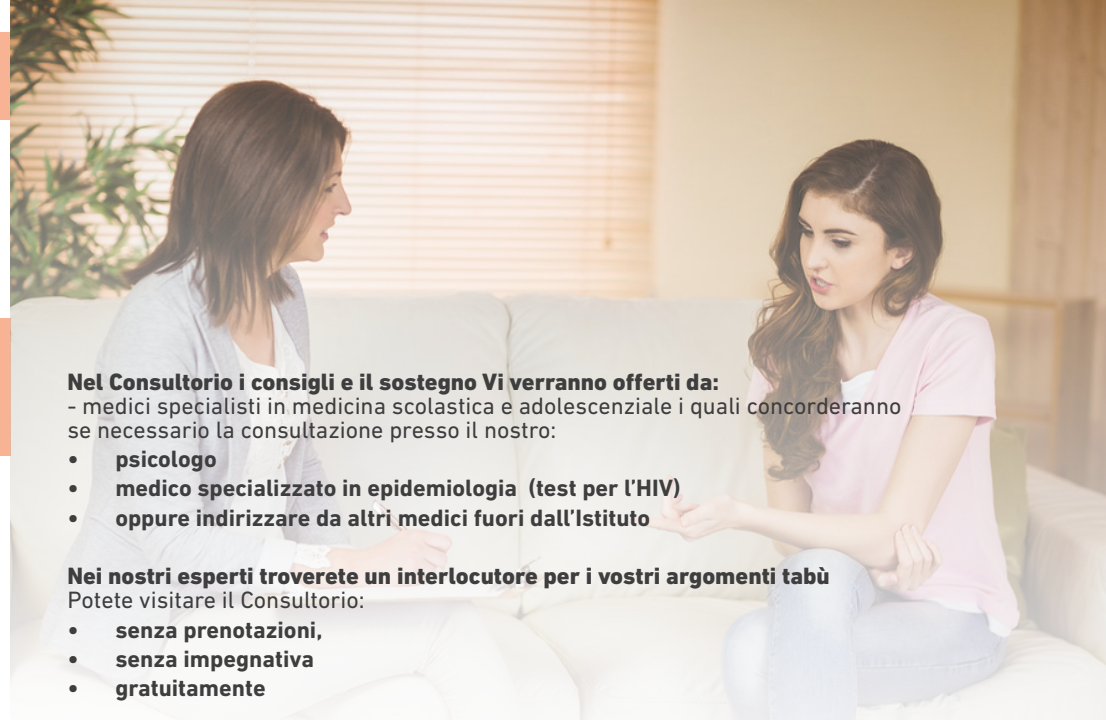 Nel Consultorio i consigli e il sostegno Vi verranno offerti da:
- medici specialisti in medicina scolastica e adolescenziale i quali concorderanno
se necessario la consultazione presso il nostro:
• psicologo
• medico specializzato in epidemiologia (test per l'HIV)
• oppure indirizzare da altri medici fuori dall'Istituto
Nei nostri esperti troverete un interlocutore per i vostri argomenti tabù
Potete visitare il Consultorio:
• senza prenotazioni,
• senza impegnativa
• gratuitamente